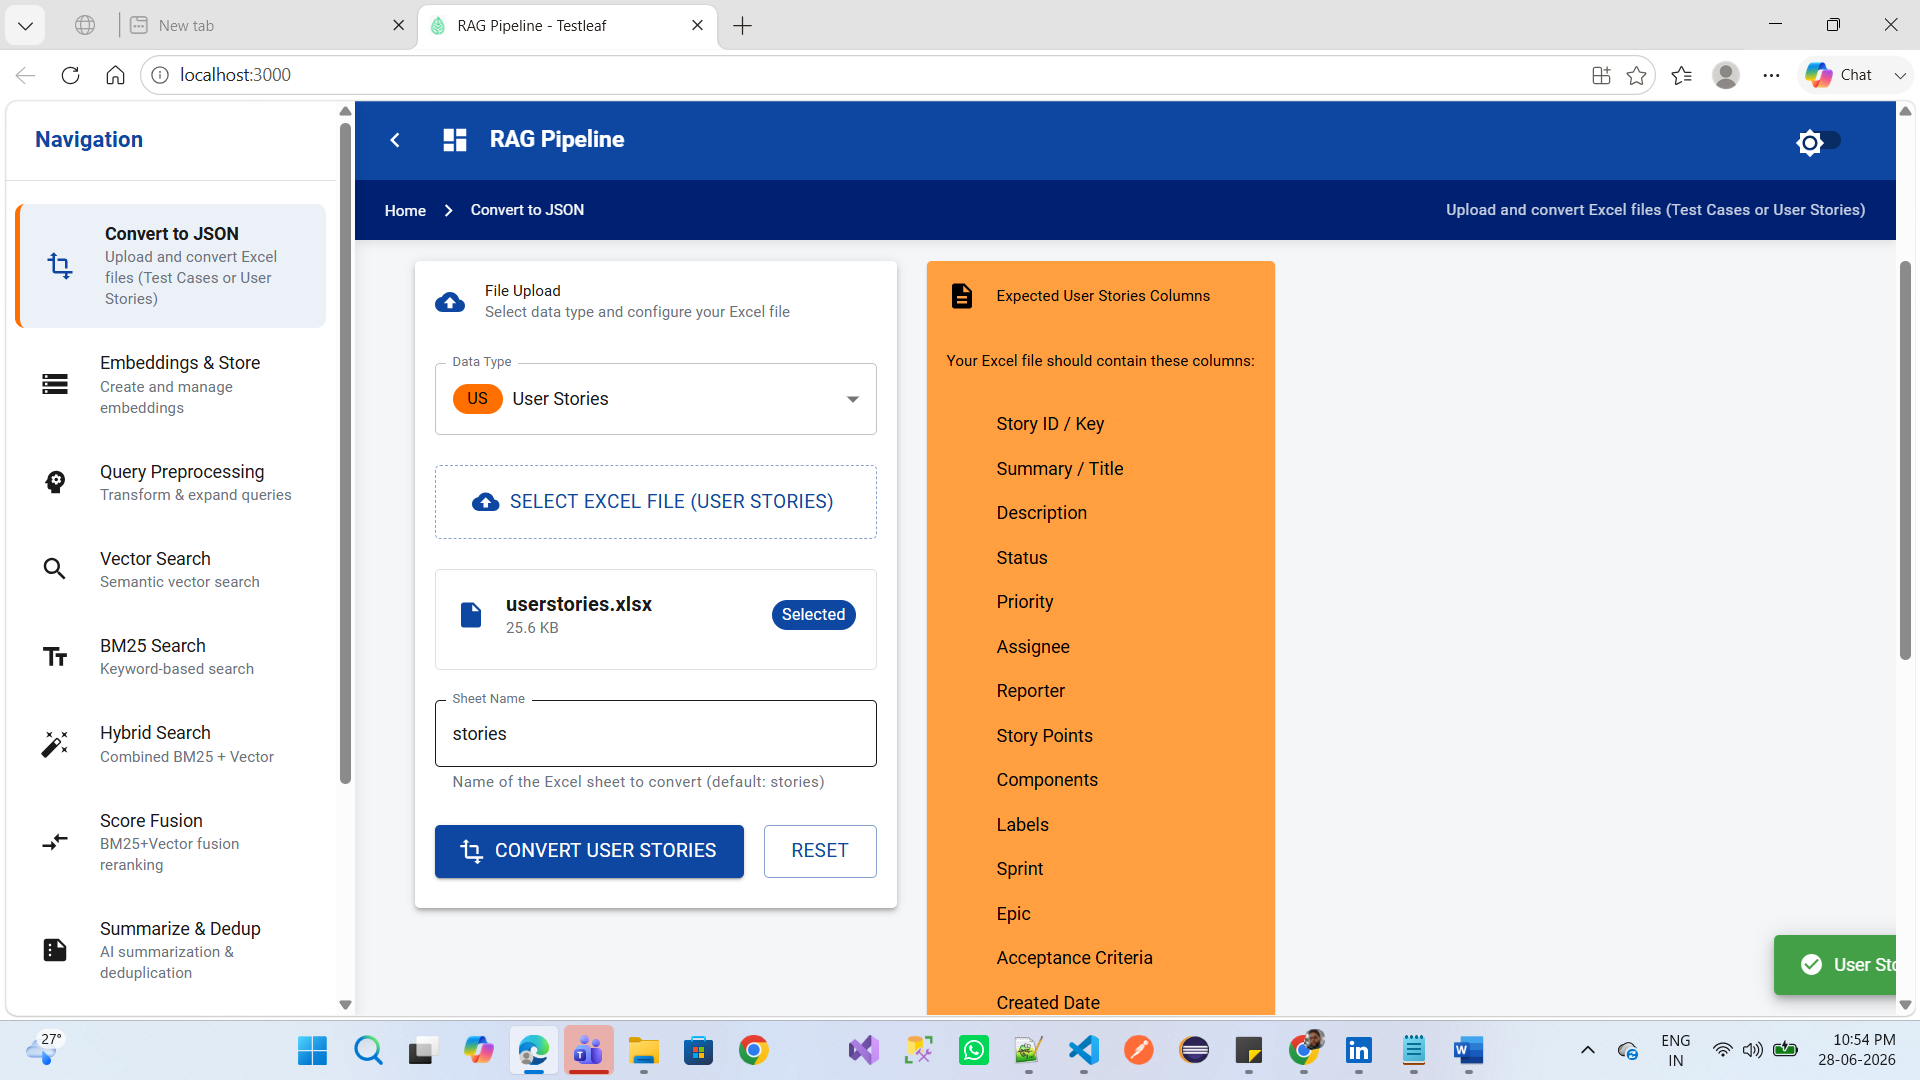 New tab
RAG Pipeline - Testleaf
localhost:3000
Chat
Navigation
Convert to JSON
Upload and convert Excel
files (Test Cases or User
Stories)
Embeddings & Store
Create and manage
embeddings
Query Preprocessing
Transform & expand queries
Vector Search
Semantic vector search
BM25 Search
Keyword-based search
Hybrid Search
Combined BM25 + Vector
Score Fusion
BM25+Vector fusion
reranking
Summarize & Dedup
AI summarization &
deduplication
RAG Pipeline
Home
Convert to JSON
Upload and convert Excel files (Test Cases or User Stories)
File Upload
Select data type and configure your Excel file
Data Type
US User Stories
SELECT EXCEL FILE (USER STORIES)
userstories.xlsx
25.6 KB
Selected
Sheet Name
stories
Name of the Excel sheet to convert (default: stories)
CONVERT USER STORIES
RESET
Expected User Stories Columns
Your Excel file should contain these columns:
Story ID / Key
Summary / Title
Description
Status
Priority
Assignee
Reporter
Story Points
Components
Labels
Sprint
Epic
Acceptance Criteria
Created Date
User Sto
27°
ENG
IN
10:54 PM
28-06-2026